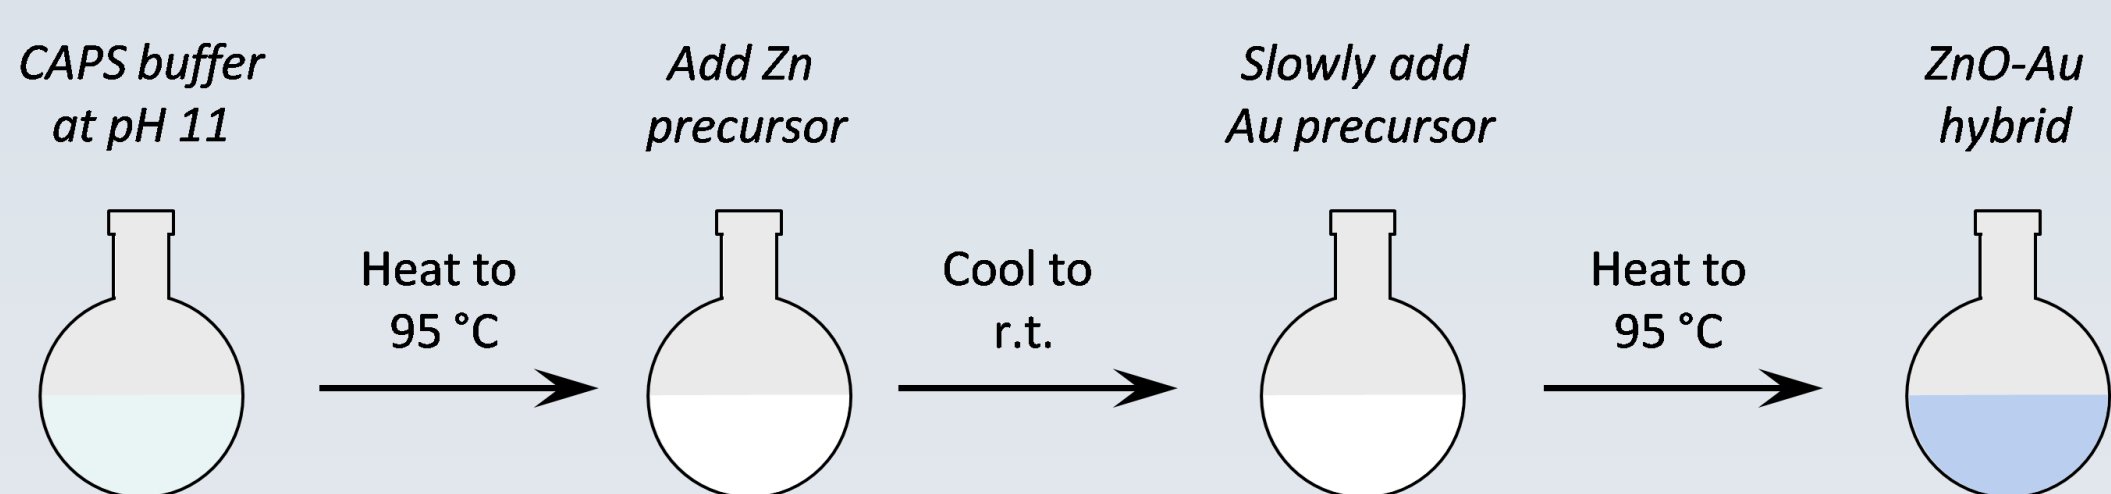 CAPS buffer
at pH 11
Add Zn
precursor
Slowly add
Au precursor
ZnO-Au
hybrid
Heat to
95 °C
Cool to
r.t.
Heat to
95 °C